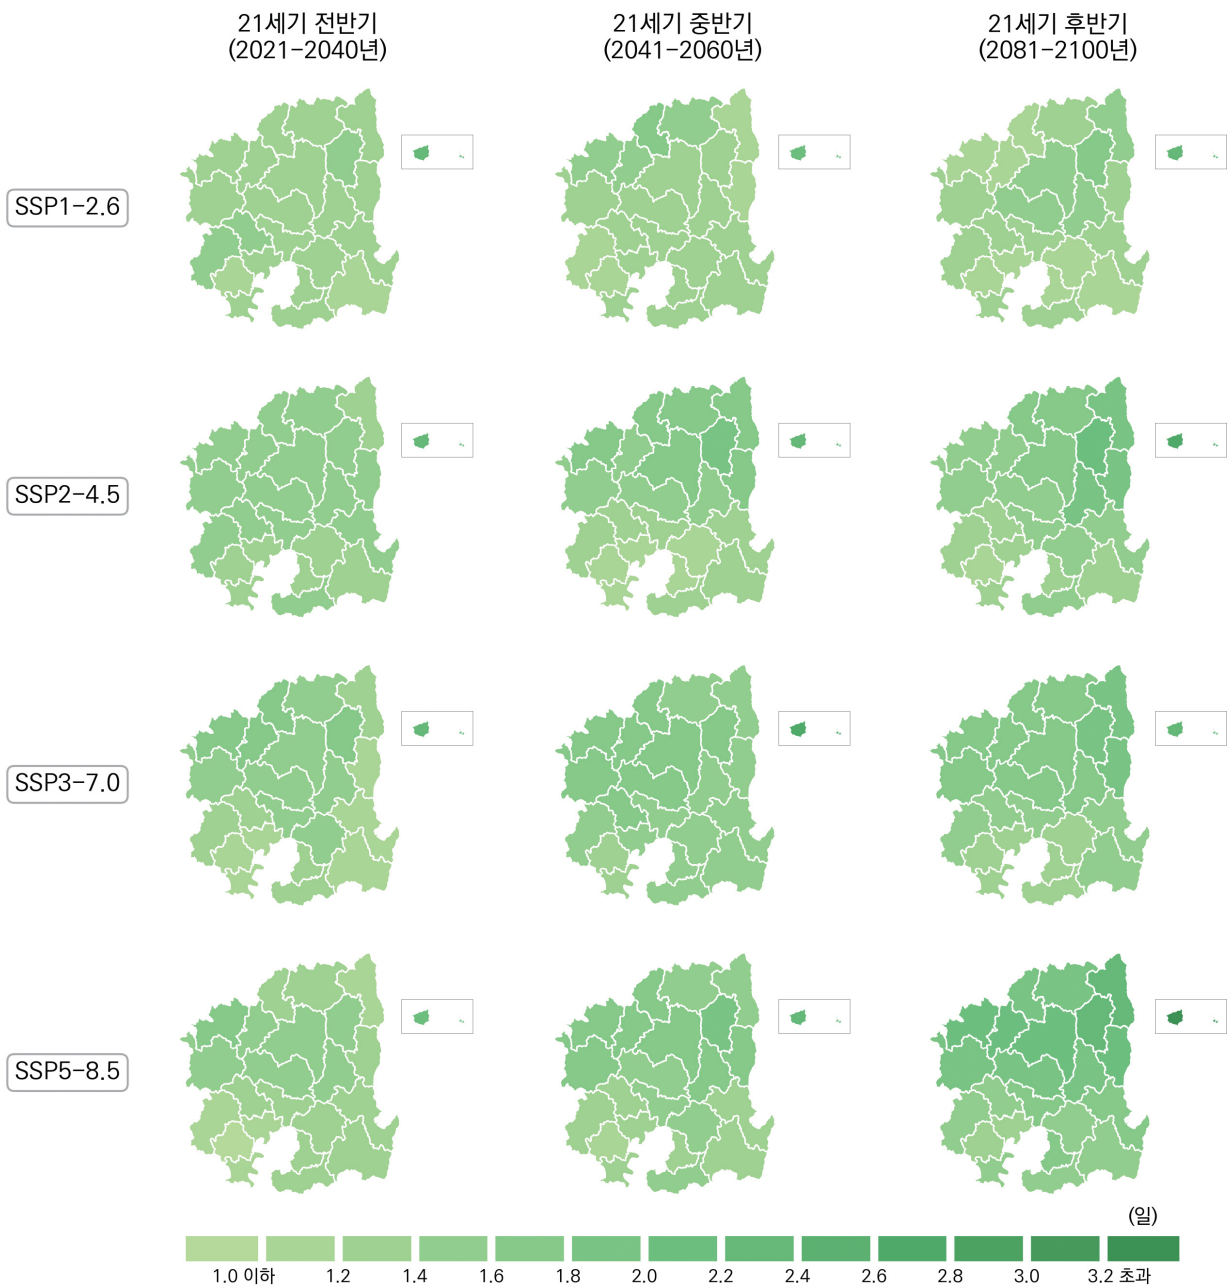 21세기 전반기
(2021-2040년)
21세기 중반기
(2041-2060년)
21세기 후반기
(2081-2100년)
SSP1-2.6
SSP2-4.5
SSP3-7.0
SSP5-8.5
(일)
1.0 이하 1.2 1.4 1.6 1.8 2.0 2.2 2.4 2.6 2.8 3.0 3.2 초과